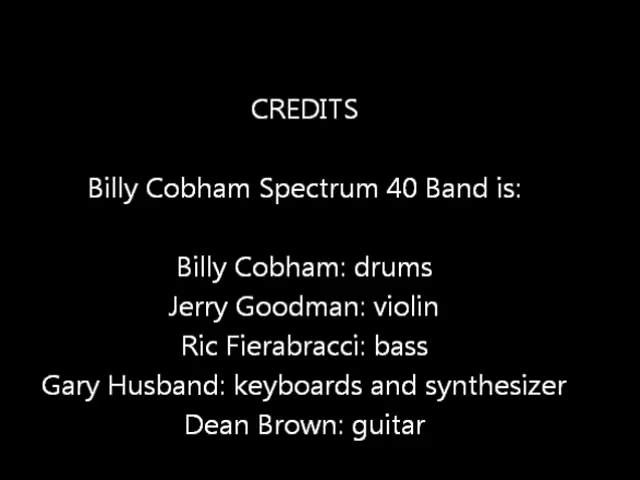 CREDITS
Billy Cobham Spectrum 40 Band is:
Billy Cobham: drums
Jerry Goodman: violin
Ric Fierabracci: bass
Gary Husband: keyboards and synthesizer
Dean Brown: guitar